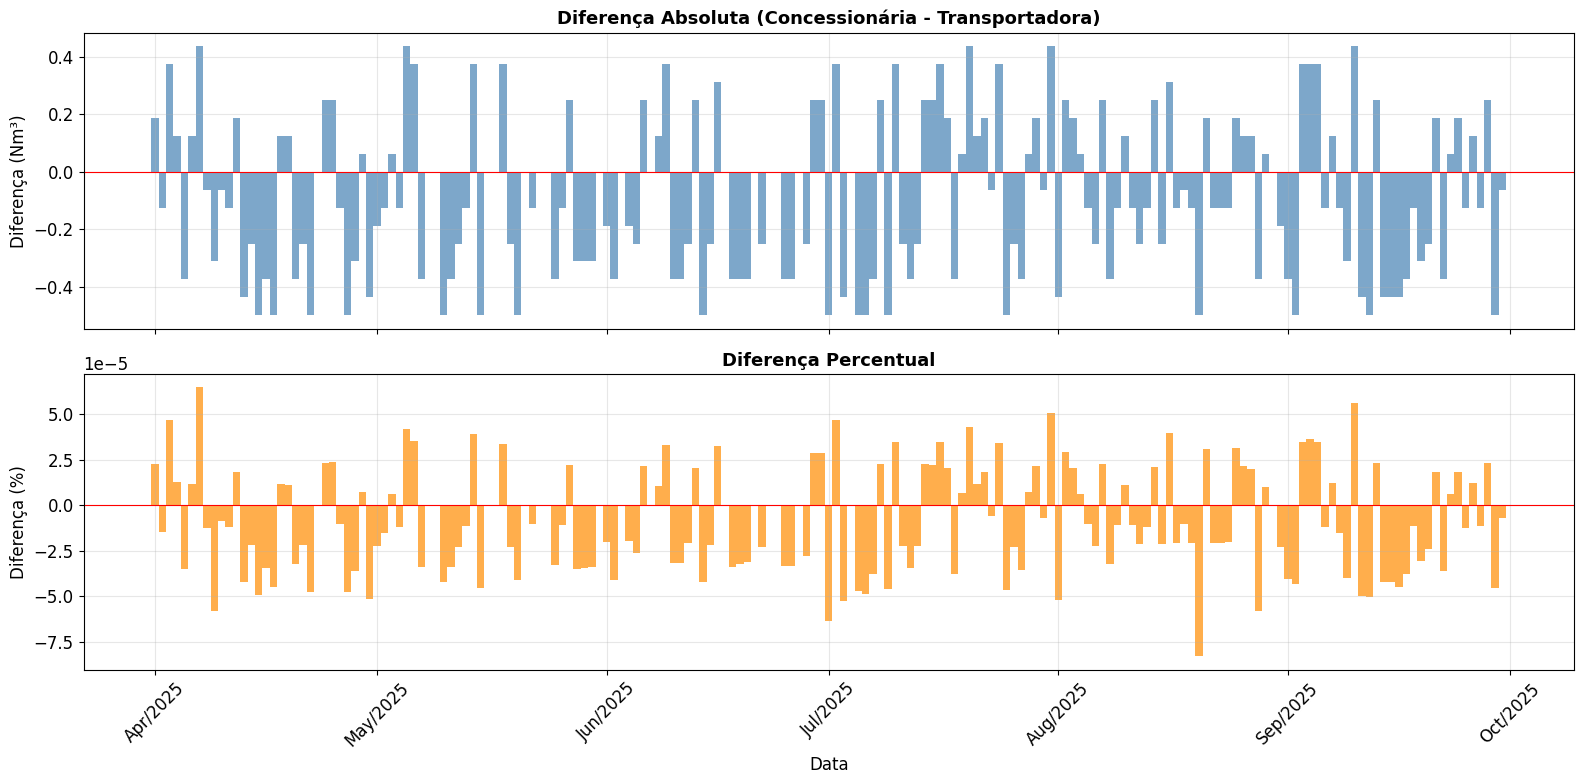 Diferença Absoluta (Concessionária - Transportadora)
Diferença (Nm³)
0.4
0.2
0.0
−0.2
−0.4
Diferença Percentual
1e−5
Diferença (%)
5.0
2.5
0.0
−2.5
−5.0
−7.5
Apr/2025
May/2025
Jun/2025
Jul/2025
Aug/2025
Sep/2025
Oct/2025
Data